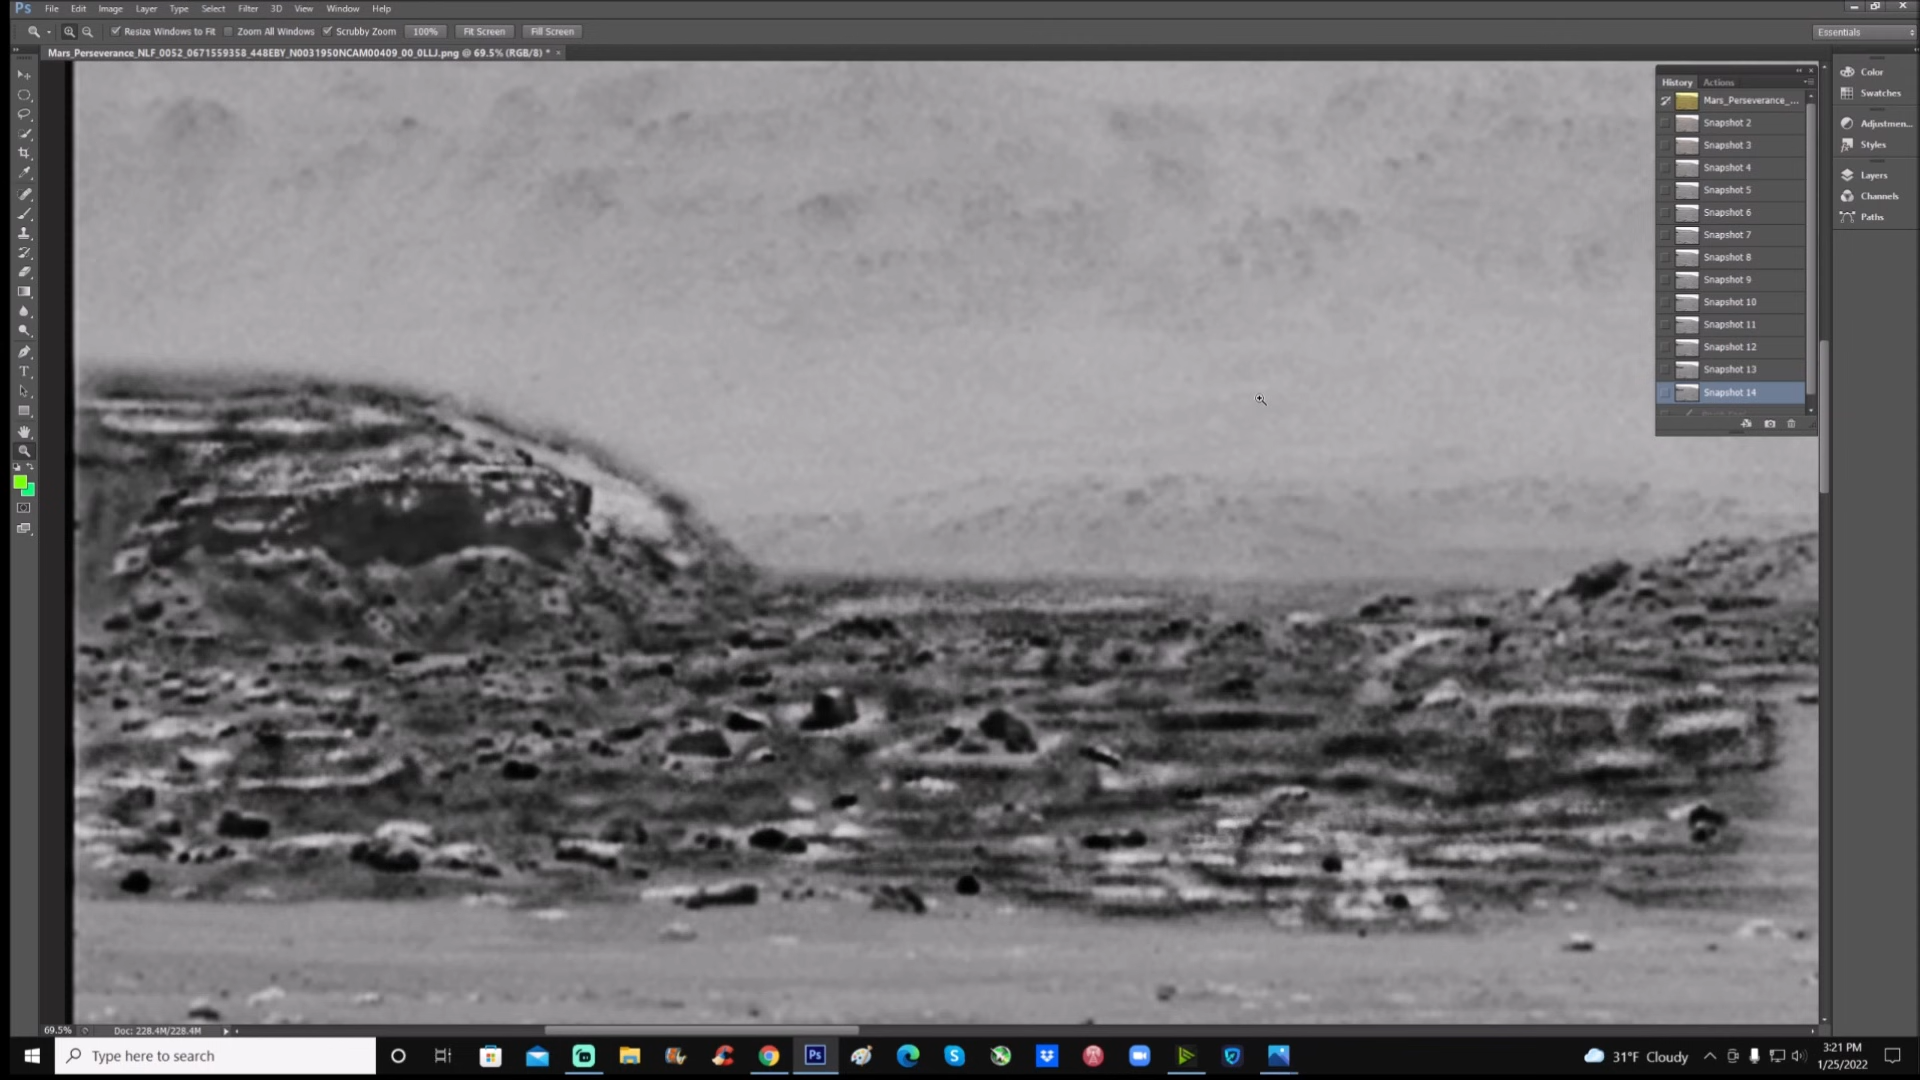 Ps File Edit Image Layer Type Select Filter 3D View Window Help
Resize Windows to Fit Zoom All Windows Scrubby Zoom 100% Fit Screen Fill Screen Essentials
Mars_Perseverance_NLF_0052_0671559358_448EBY_N0031950NCAM00409_00_0LLJ.png @ 69.5% (RGB/8) * ×
History Actions
Mars_Perseverance_...
Snapshot 2
Snapshot 3
Snapshot 4
Snapshot 5
Snapshot 6
Snapshot 7
Snapshot 8
Snapshot 9
Snapshot 10
Snapshot 11
Snapshot 12
Snapshot 13
Snapshot 14
Color
Swatches
Adjustmen...
Styles
Layers
Channels
Paths
69.5% Doc: 228.4M/228.4M
Type here to search
Ps
31°F Cloudy
3:21 PM
1/25/2022